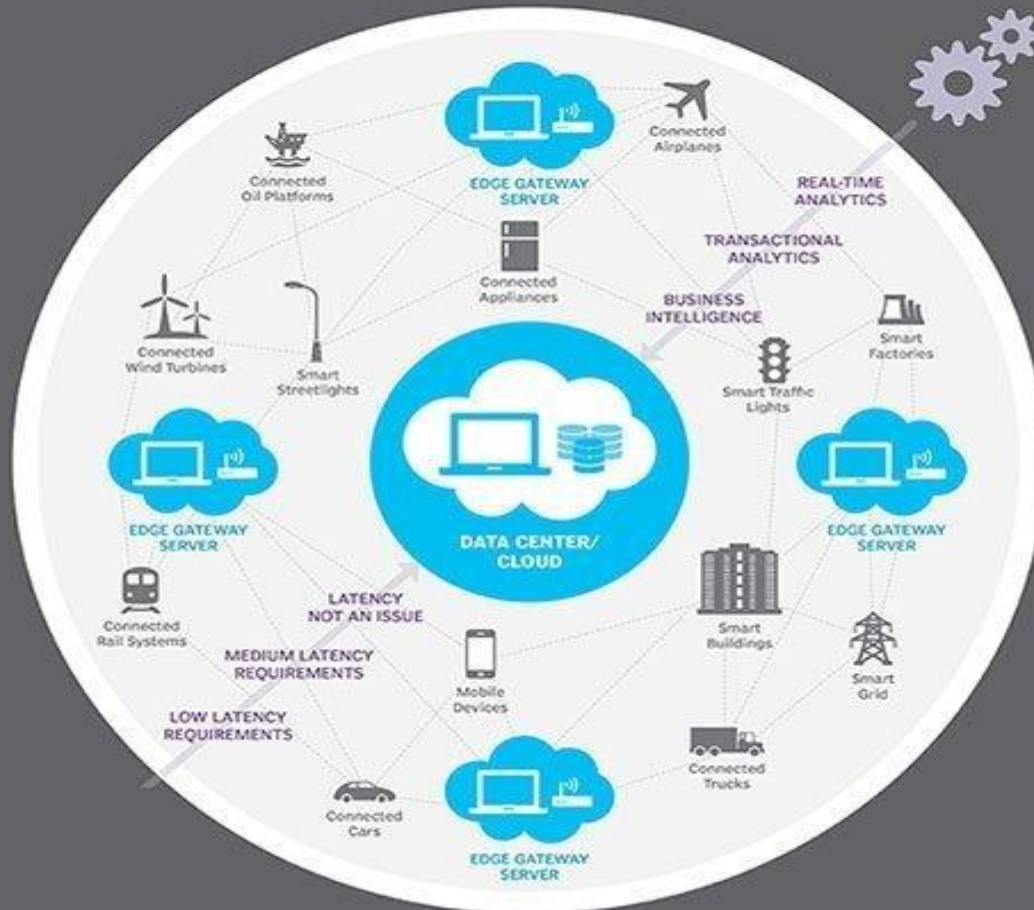 Connected
Airplanes
Connected
Oil Platforms
EDGE GATEWAY
SERVER
REAL-TIME
ANALYTICS
TRANSACTIONAL
ANALYTICS
Connected
Appliances
BUSINESS
INTELLIGENCE
Connected
Wind Turbines
Smart
Streetlights
Smart Traffic
Lights
Smart
Factories
EDGE GATEWAY
SERVER
DATA CENTER/
CLOUD
EDGE GATEWAY
SERVER
Connected
Rail Systems
LATENCY
NOT AN ISSUE
Smart
Buildings
MEDIUM LATENCY
REQUIREMENTS
Mobile
Devices
Smart
Grid
LOW LATENCY
REQUIREMENTS
Connected
Trucks
Connected
Cars
EDGE GATEWAY
SERVER